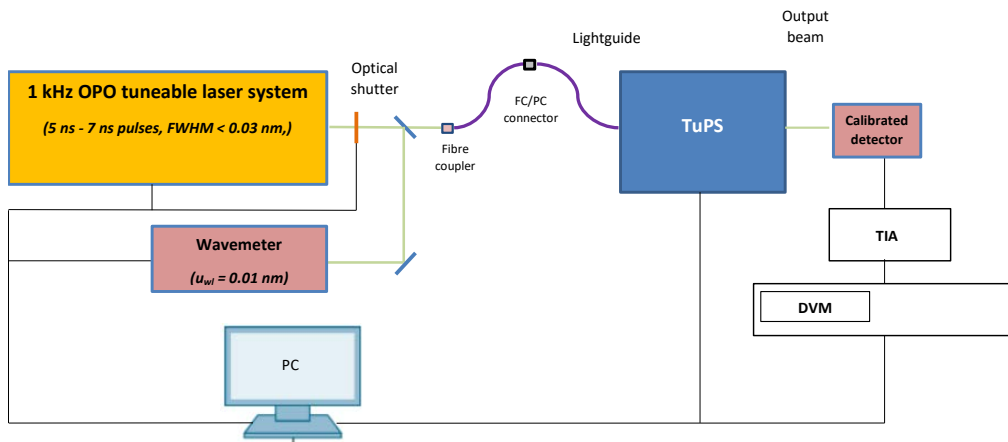 1 kHz OPO tuneable laser system
(5 ns - 7 ns pulses, FWHM < 0.03 nm,)
Optical
shutter
Fibre
coupler
FC/PC
connector
Lightguide
TuPS
Output
beam
Calibrated
detector
TIA
DVM
Wavemeter
(uwl = 0.01 nm)
PC